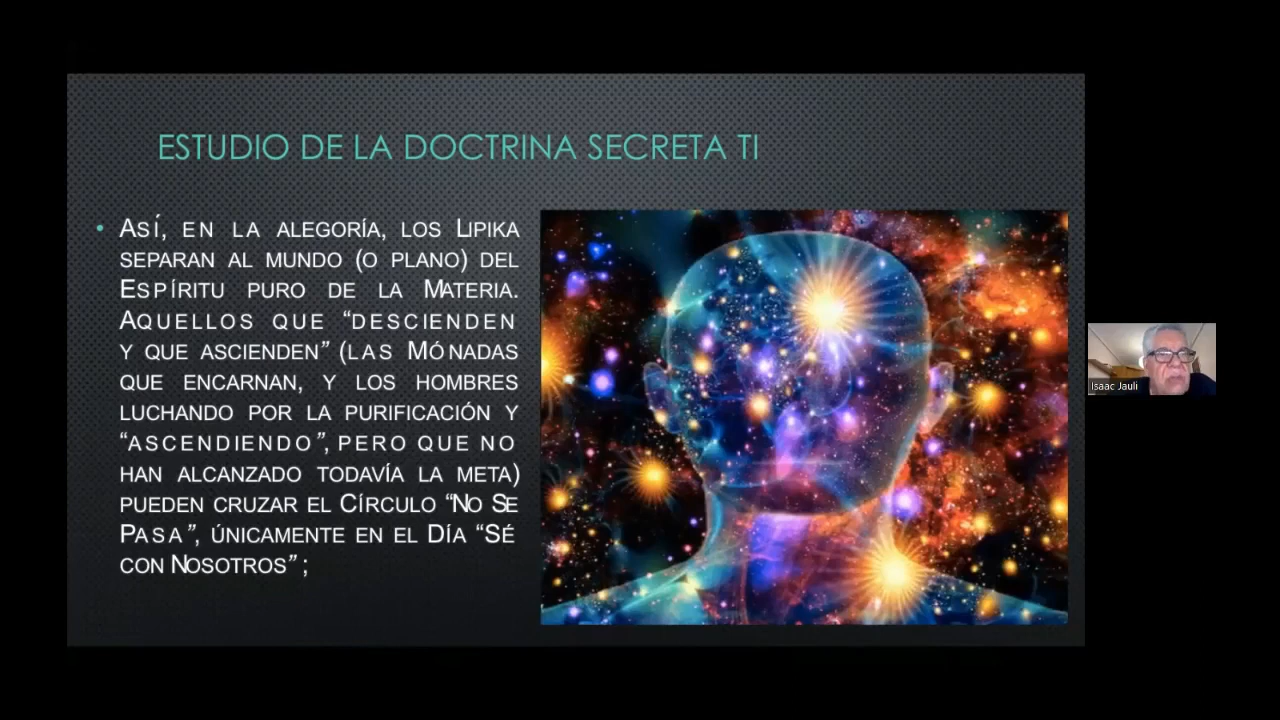 ESTUDIO DE LA DOCTRINA SECRETA TI
• ASÍ, EN LA ALEGORÍA, LOS LIPIKA
SEPARAN AL MUNDO (O PLANO) DEL
ESPÍRITU PURO DE LA MATERIA.
AQUELLOS QUE “DESCIENDEN
Y QUE ASCIENDEN” (LAS MÓNADAS
QUE ENCARNAN, Y LOS HOMBRES
LUCHANDO POR LA PURIFICACIÓN Y
“ASCENDIENDO”, PERO QUE NO
HAN ALCANZADO TODAVÍA LA META)
PUEDEN CRUZAR EL CÍRCULO “NO SE
PASA”, ÚNICAMENTE EN EL DÍA “SÉ
CON NOSOTROS” ;
Isaac Jauli